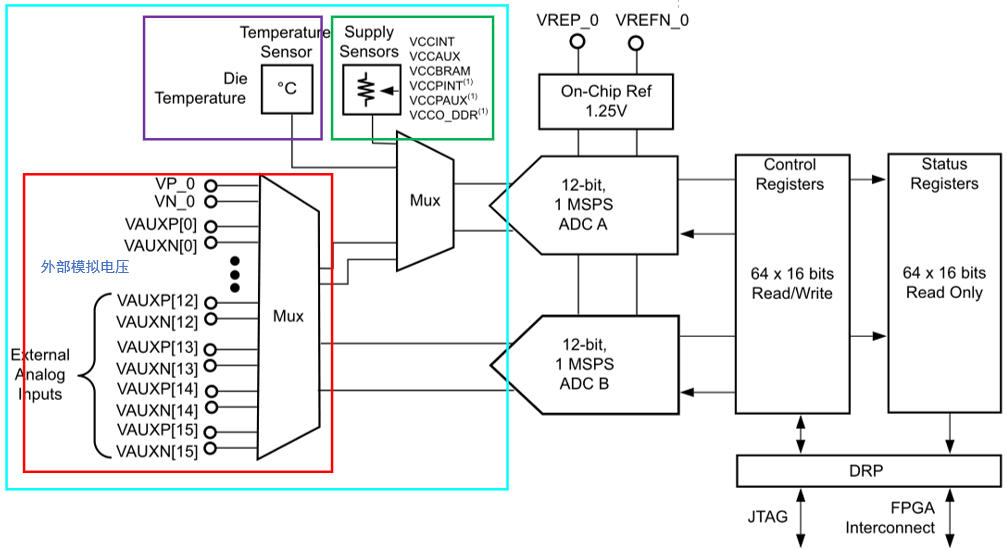 VREP_0 VREFN_0
Temperature
Sensor
Supply
Sensors
°C
Die
Temperature
VCCINT
VCCAUX
VCCBRAM
VCCPINT(1)
VCCPAUX(1)
VCCO_DDR(1)
On-Chip Ref
1.25V
VP_0
VN_0
VAUXP[0]
VAUXN[0]
外部模拟电压
VAUXP[12]
VAUXN[12]
VAUXP[13]
VAUXN[13]
VAUXP[14]
VAUXN[14]
VAUXP[15]
VAUXN[15]
External
Analog
Inputs
Mux
Mux
12-bit,
1 MSPS
ADC A
12-bit,
1 MSPS
ADC B
Control
Registers
64 x 16 bits
Read/Write
Status
Registers
64 x 16 bits
Read Only
DRP
JTAG
FPGA
Interconnect